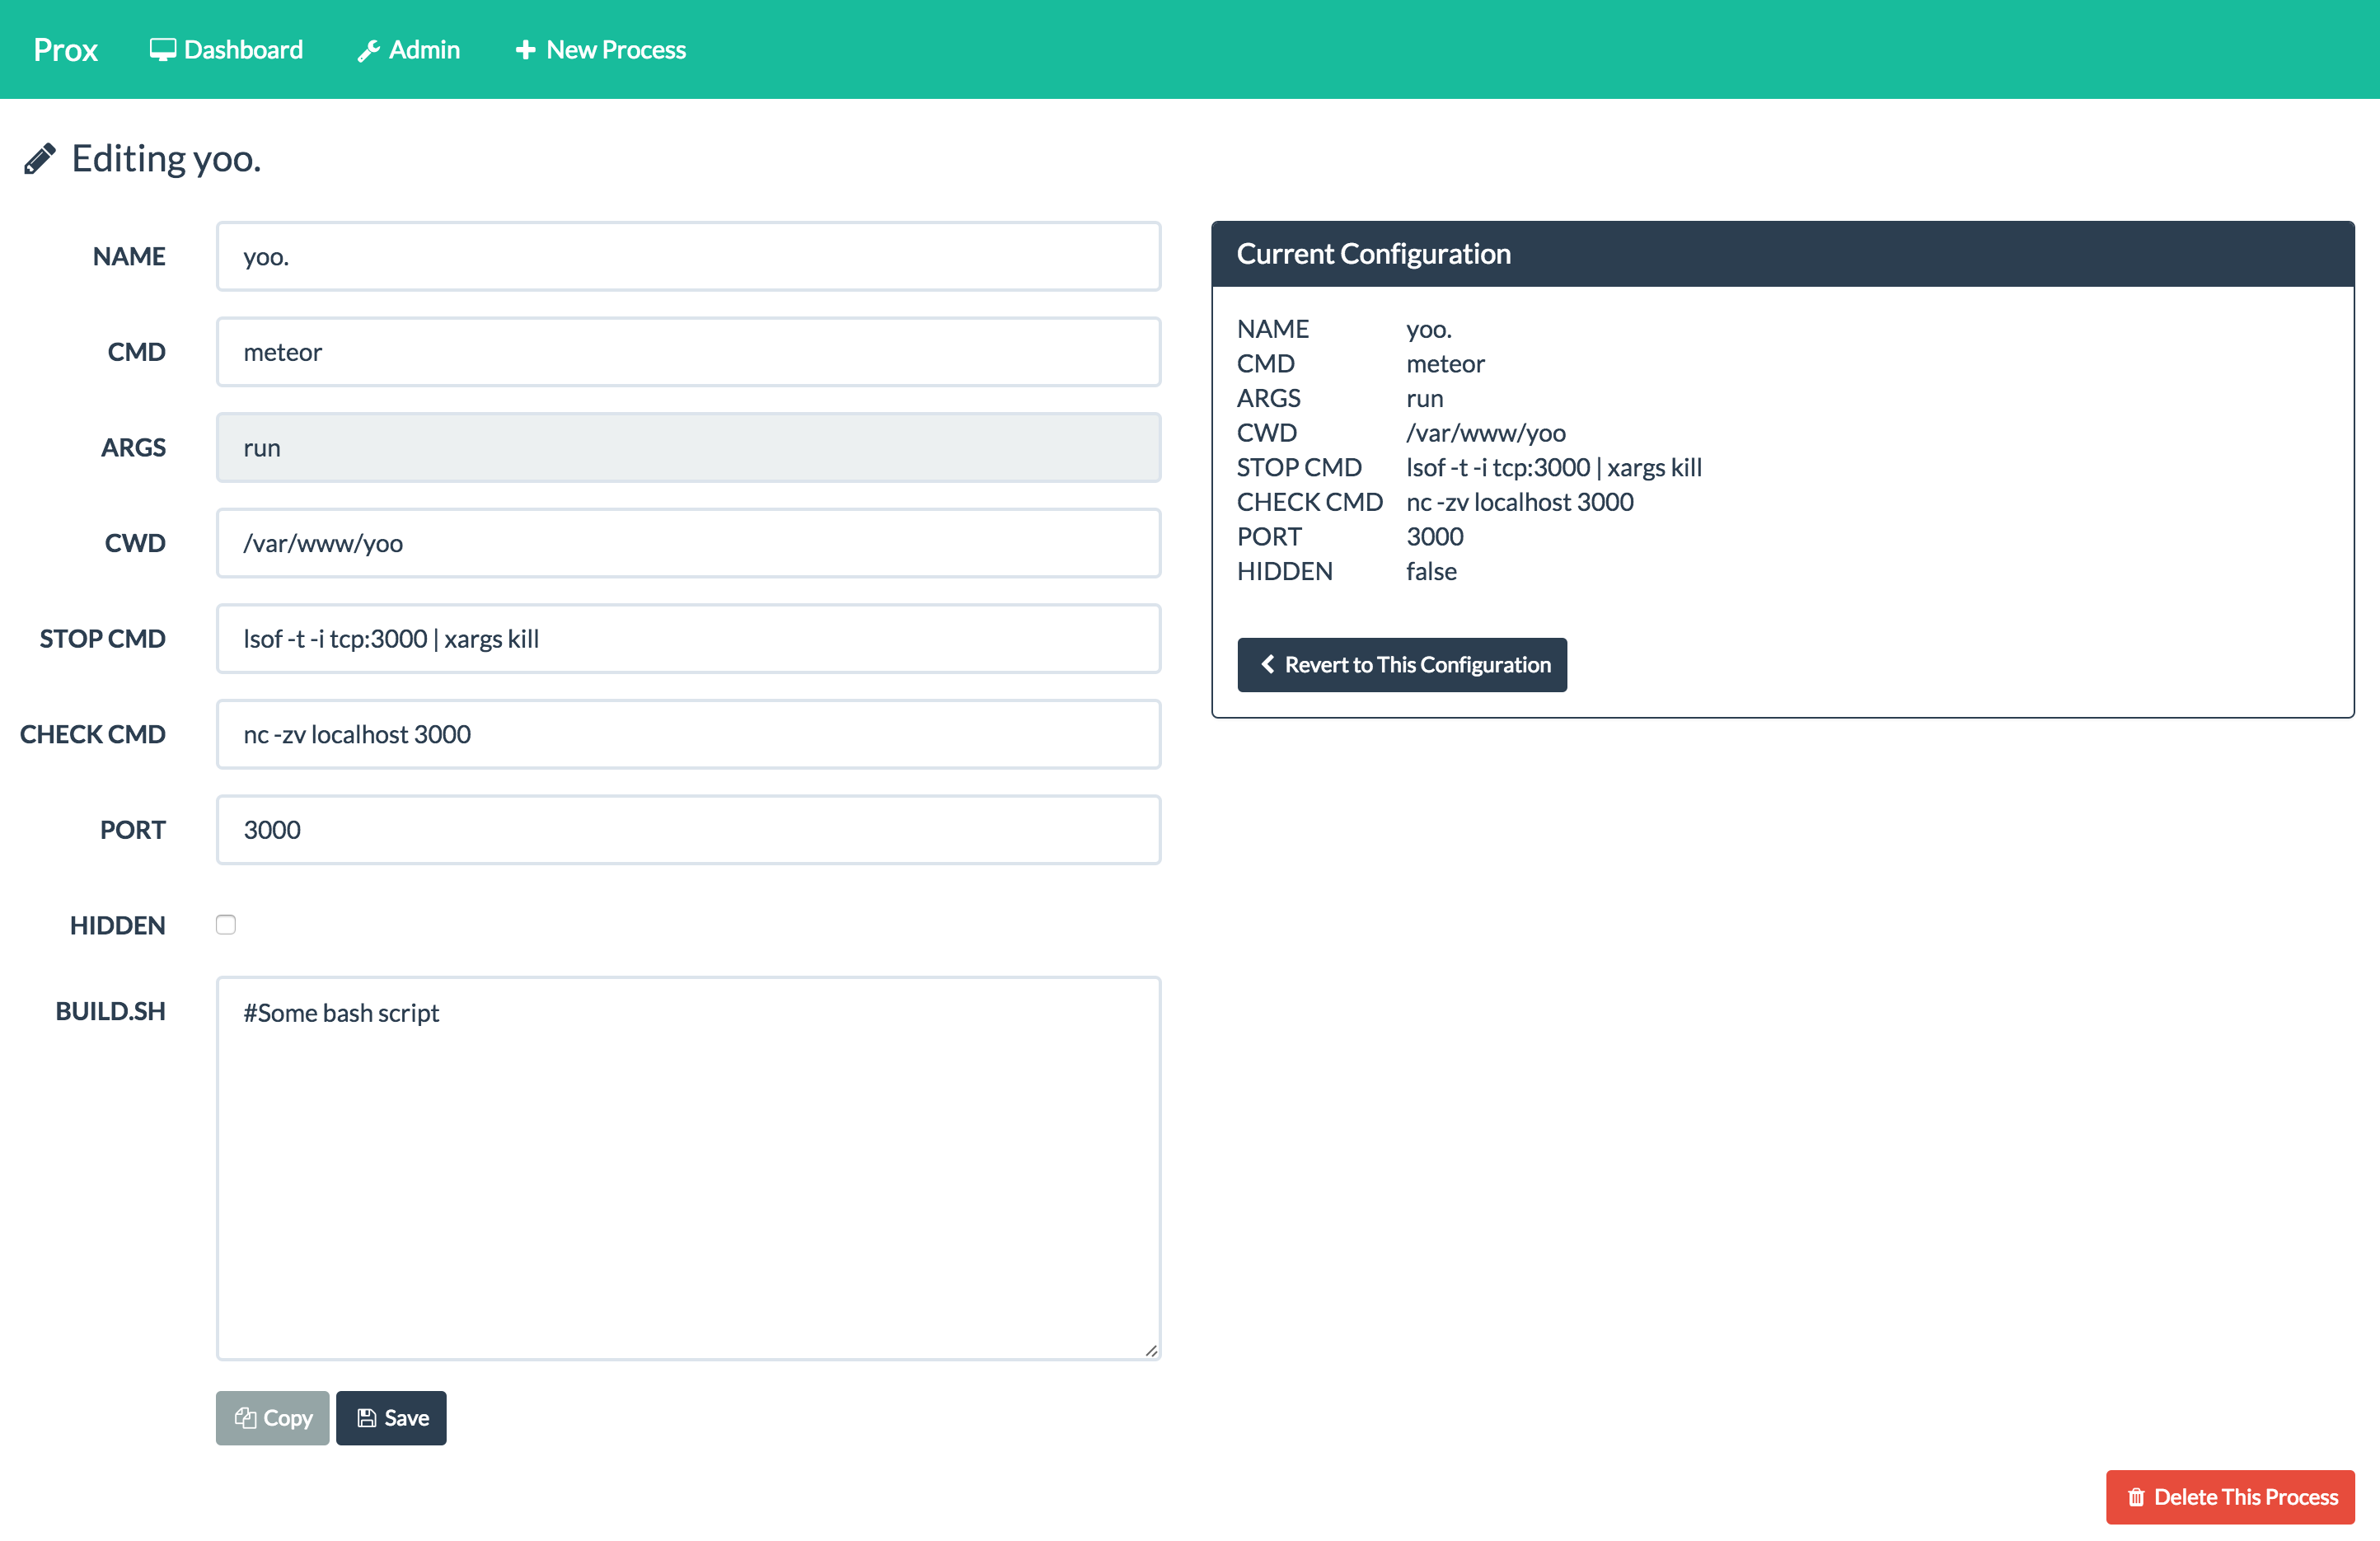 Prox Dashboard Admin New Process
Editing yoo.
NAME yoo.
CMD meteor
ARGS run
CWD /var/www/yoo
STOP CMD lsof -t -i tcp:3000 | xargs kill
CHECK CMD nc -zv localhost 3000
PORT 3000
HIDDEN
BUILD.SH #Some bash script
Copy Save
Current Configuration
NAME yoo.
CMD meteor
ARGS run
CWD /var/www/yoo
STOP CMD lsof -t -i tcp:3000 | xargs kill
CHECK CMD nc -zv localhost 3000
PORT 3000
HIDDEN false
Revert to This Configuration
Delete This Process